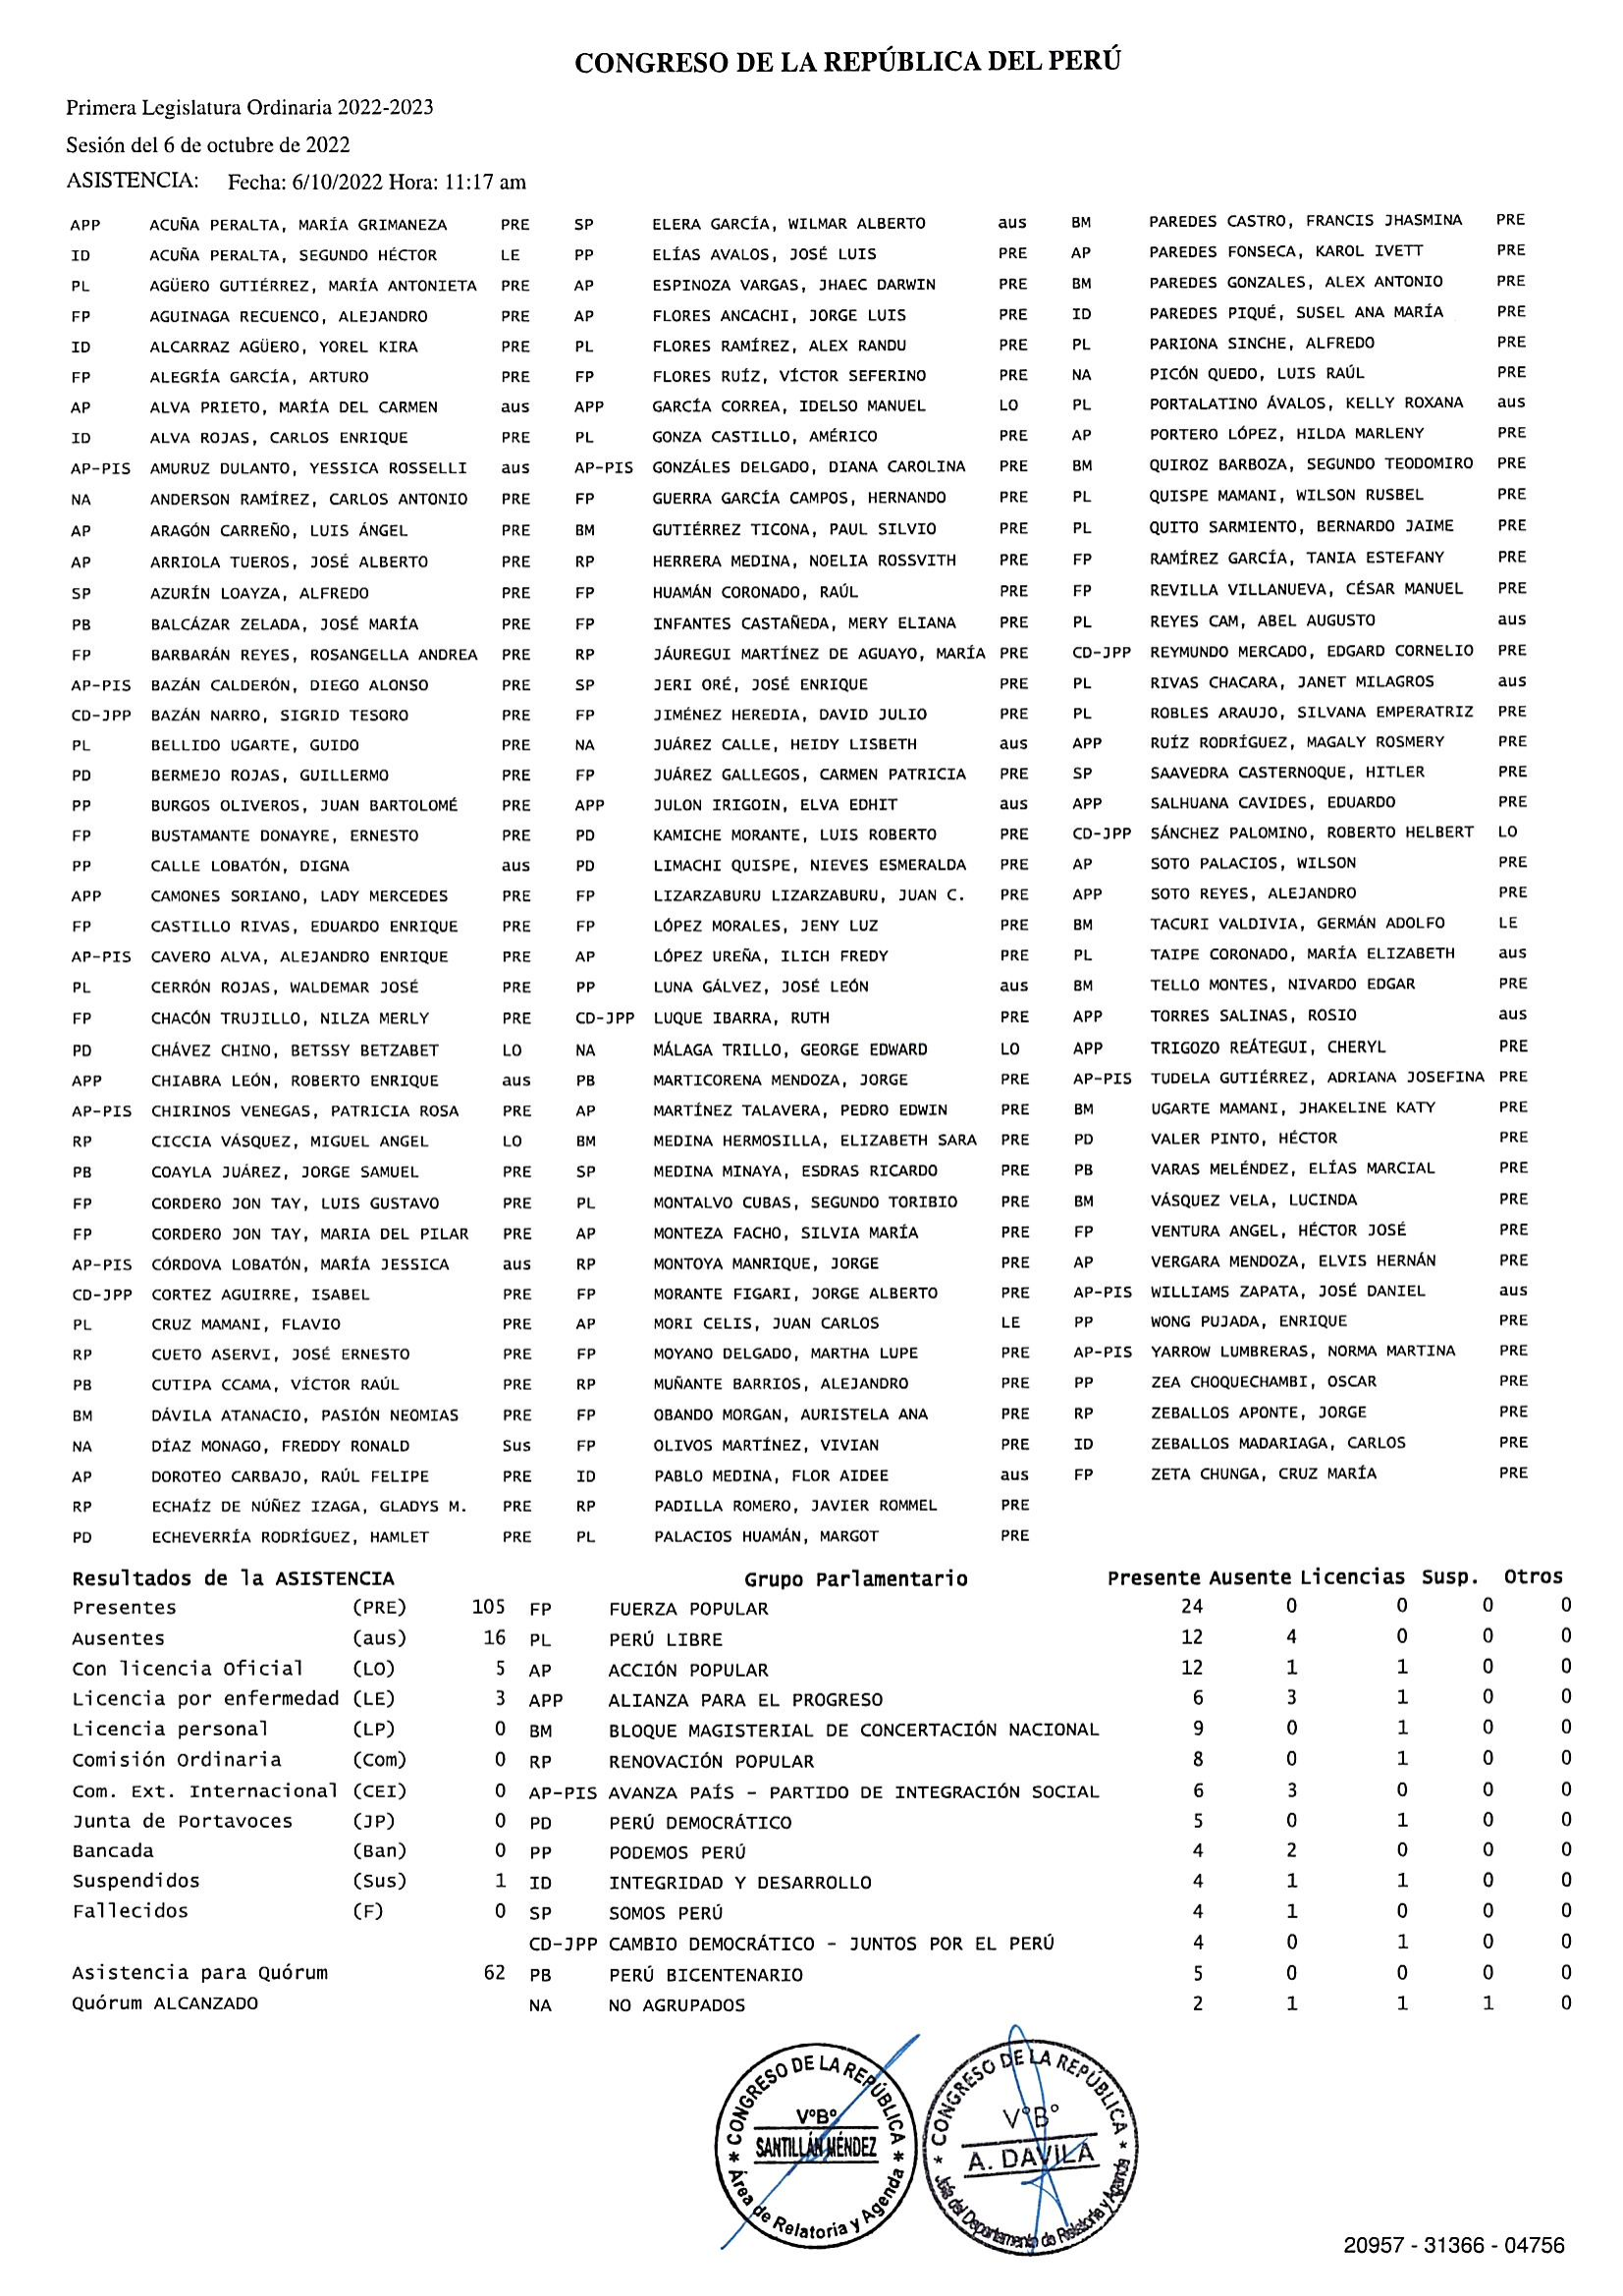 CONGRESO DE LA REPÚBLICA DEL PERÚ
Primera Legislatura Ordinaria 2022-2023
Sesión del 6 de octubre de 2022
ASISTENCIA: Fecha: 6/10/2022 Hora: 11:17 am
APP ACUÑA PERALTA, MARÍA GRIMANEZA PRE SP ELERA GARCÍA, WILMAR ALBERTO aus BM PAREDES CASTRO, FRANCIS JHASMINA PRE
ID ACUÑA PERALTA, SEGUNDO HÉCTOR LE PP ELÍAS AVALOS, JOSÉ LUIS PRE AP PAREDES FONSECA, KAROL IVETT PRE
PL AGÜERO GUTIÉRREZ, MARÍA ANTONIETA PRE AP ESPINOZA VARGAS, JHAEC DARWIN PRE BM PAREDES GONZALES, ALEX ANTONIO PRE
FP AGUINAGA RECUENCO, ALEJANDRO PRE AP FLORES ANCACHI, JORGE LUIS PRE ID PAREDES PIQUÉ, SUSEL ANA MARÍA PRE
ID ALCARRAZ AGÜERO, YOREL KIRA PRE PL FLORES RAMÍREZ, ALEX RANDU PRE PL PARIONA SINCHE, ALFREDO PRE
FP ALEGRÍA GARCÍA, ARTURO PRE FP FLORES RUÍZ, VÍCTOR SEFERINO PRE NA PICÓN QUEDO, LUIS RAÚL PRE
AP ALVA PRIETO, MARÍA DEL CARMEN aus APP GARCÍA CORREA, IDELSO MANUEL LO PL PORTALATINO ÁVALOS, KELLY ROXANA aus
ID ALVA ROJAS, CARLOS ENRIQUE PRE PL GONZA CASTILLO, AMÉRICO PRE AP PORTERO LÓPEZ, HILDA MARLENY PRE
AP-PIS AMURUZ DULANTO, YESSICA ROSSELLI aus AP-PIS GONZÁLES DELGADO, DIANA CAROLINA PRE BM QUIROZ BARBOZA, SEGUNDO TEODOMIRO PRE
NA ANDERSON RAMÍREZ, CARLOS ANTONIO PRE FP GUERRA GARCÍA CAMPOS, HERNANDO PRE PL QUISPE MAMANI, WILSON RUSBEL PRE
AP ARAGÓN CARREÑO, LUIS ÁNGEL PRE BM GUTIÉRREZ TICONA, PAUL SILVIO PRE PL QUITO SARMIENTO, BERNARDO JAIME PRE
AP ARRIOLA TUEROS, JOSÉ ALBERTO PRE RP HERRERA MEDINA, NOELIA ROSSVITH PRE FP RAMÍREZ GARCÍA, TANIA ESTEFANY PRE
SP AZURÍN LOAYZA, ALFREDO PRE FP HUAMÁN CORONADO, RAÚL PRE FP REVILLA VILLANUEVA, CÉSAR MANUEL PRE
PB BALCÁZAR ZELADA, JOSÉ MARÍA PRE FP INFANTES CASTAÑEDA, MERY ELIANA PRE PL REYES CAM, ABEL AUGUSTO aus
FP BARBARÁN REYES, ROSANGELLA ANDREA PRE RP JÁUREGUI MARTÍNEZ DE AGUAYO, MARÍA PRE CD-JPP REYMUNDO MERCADO, EDGARD CORNELIO PRE
AP-PIS BAZÁN CALDERÓN, DIEGO ALONSO PRE SP JERI ORÉ, JOSÉ ENRIQUE PRE PL RIVAS CHACARA, JANET MILAGROS aus
CD-JPP BAZÁN NARRO, SIGRID TESORO PRE FP JIMÉNEZ HEREDIA, DAVID JULIO PRE PL ROBLES ARAUJO, SILVANA EMPERATRIZ PRE
PL BELLIDO UGARTE, GUIDO PRE NA JUÁREZ CALLE, HEIDY LISBETH aus APP RUÍZ RODRÍGUEZ, MAGALY ROSMERY PRE
PD BERMEJO ROJAS, GUILLERMO PRE FP JUÁREZ GALLEGOS, CARMEN PATRICIA PRE SP SAAVEDRA CASTERNOQUE, HITLER PRE
PP BURGOS OLIVEROS, JUAN BARTOLOMÉ PRE APP JULON IRIGOIN, ELVA EDHIT aus APP SALHUANA CAVIDES, EDUARDO PRE
FP BUSTAMANTE DONAYRE, ERNESTO PRE PD KAMICHE MORANTE, LUIS ROBERTO PRE CD-JPP SÁNCHEZ PALOMINO, ROBERTO HELBERT LO
PP CALLE LOBATÓN, DIGNA aus PD LIMACHI QUISPE, NIEVES ESMERALDA PRE AP SOTO PALACIOS, WILSON PRE
APP CAMONES SORIANO, LADY MERCEDES PRE FP LIZARZABURU LIZARZABURU, JUAN C. PRE APP SOTO REYES, ALEJANDRO PRE
FP CASTILLO RIVAS, EDUARDO ENRIQUE PRE FP LÓPEZ MORALES, JENY LUZ PRE BM TACURI VALDIVIA, GERMÁN ADOLFO LE
AP-PIS CAVERO ALVA, ALEJANDRO ENRIQUE PRE AP LÓPEZ UREÑA, ILICH FREDY PRE PL TAIPE CORONADO, MARÍA ELIZABETH aus
PL CERRÓN ROJAS, WALDEMAR JOSÉ PRE PP LUNA GÁLVEZ, JOSÉ LEÓN aus BM TELLO MONTES, NIVARDO EDGAR PRE
FP CHACÓN TRUJILLO, NILZA MERLY PRE CD-JPP LUQUE IBARRA, RUTH PRE APP TORRES SALINAS, ROSIO aus
PD CHÁVEZ CHINO, BETSSY BETZABET LO NA MÁLAGA TRILLO, GEORGE EDWARD LO APP TRIGOZO REÁTEGUI, CHERYL PRE
APP CHIABRA LEÓN, ROBERTO ENRIQUE aus PB MARTICORENA MENDOZA, JORGE PRE AP-PIS TUDELA GUTIÉRREZ, ADRIANA JOSEFINA PRE
AP-PIS CHIRINOS VENEGAS, PATRICIA ROSA PRE AP MARTÍNEZ TALAVERA, PEDRO EDWIN PRE BM UGARTE MAMANI, JHAKELINE KATY PRE
RP CICCIA VÁSQUEZ, MIGUEL ANGEL LO BM MEDINA HERMOSILLA, ELIZABETH SARA PRE PD VALER PINTO, HÉCTOR PRE
PB COAYLA JUÁREZ, JORGE SAMUEL PRE SP MEDINA MINAYA, ESDRAS RICARDO PRE PB VARAS MELÉNDEZ, ELÍAS MARCIAL PRE
FP CORDERO JON TAY, LUIS GUSTAVO PRE PL MONTALVO CUBAS, SEGUNDO TORIBIO PRE BM VÁSQUEZ VELA, LUCINDA PRE
FP CORDERO JON TAY, MARIA DEL PILAR PRE AP MONTEZA FACHO, SILVIA MARÍA PRE FP VENTURA ANGEL, HÉCTOR JOSÉ PRE
AP-PIS CÓRDOVA LOBATÓN, MARÍA JESSICA aus RP MONTOYA MANRIQUE, JORGE PRE AP VERGARA MENDOZA, ELVIS HERNÁN PRE
CD-JPP CORTEZ AGUIRRE, ISABEL PRE FP MORANTE FIGARI, JORGE ALBERTO PRE AP-PIS WILLIAMS ZAPATA, JOSÉ DANIEL aus
PL CRUZ MAMANI, FLAVIO PRE AP MORI CELIS, JUAN CARLOS LE PP WONG PUJADA, ENRIQUE PRE
RP CUETO ASERVI, JOSÉ ERNESTO PRE FP MOYANO DELGADO, MARTHA LUPE PRE AP-PIS YARROW LUMBRERAS, NORMA MARTINA PRE
PB CUTIPA CCAMA, VÍCTOR RAÚL PRE RP MUÑANTE BARRIOS, ALEJANDRO PRE PP ZEA CHOQUECHAMBI, OSCAR PRE
BM DÁVILA ATANACIO, PASIÓN NEOMIAS PRE FP OBANDO MORGAN, AURISTELA ANA PRE RP ZEBALLOS APONTE, JORGE PRE
NA DÍAZ MONAGO, FREDDY RONALD Sus FP OLIVOS MARTÍNEZ, VIVIAN PRE ID ZEBALLOS MADARIAGA, CARLOS PRE
AP DOROTEO CARBAJO, RAÚL FELIPE PRE ID PABLO MEDINA, FLOR AIDEE aus FP ZETA CHUNGA, CRUZ MARÍA PRE
RP ECHAÍZ DE NÚÑEZ IZAGA, GLADYS M. PRE RP PADILLA ROMERO, JAVIER ROMMEL PRE
PD ECHEVERRÍA RODRÍGUEZ, HAMLET PRE PL PALACIOS HUAMÁN, MARGOT PRE
Resultados de la ASISTENCIA Grupo Parlamentario Presente Ausente Licencias Susp. Otros
Presentes (PRE) 105 FP FUERZA POPULAR 24 0 0 0 0
Ausentes (aus) 16 PL PERÚ LIBRE 12 4 0 0 0
Con licencia Oficial (LO) 5 AP ACCIÓN POPULAR 12 1 1 0 0
Licencia por enfermedad (LE) 3 APP ALIANZA PARA EL PROGRESO 6 3 1 0 0
Licencia personal (LP) 0 BM BLOQUE MAGISTERIAL DE CONCERTACIÓN NACIONAL 9 0 1 0 0
Comisión Ordinaria (Com) 0 RP RENOVACIÓN POPULAR 8 0 1 0 0
Com. Ext. Internacional (CEI) 0 AP-PIS AVANZA PAÍS - PARTIDO DE INTEGRACIÓN SOCIAL 6 3 0 0 0
Junta de Portavoces (JP) 0 PD PERÚ DEMOCRÁTICO 5 0 1 0 0
Bancada (Ban) 0 PP PODEMOS PERÚ 4 2 0 0 0
Suspendidos (Sus) 1 ID INTEGRIDAD Y DESARROLLO 4 1 1 0 0
Fallecidos (F) 0 SP SOMOS PERÚ 4 1 0 0 0
CD-JPP CAMBIO DEMOCRÁTICO - JUNTOS POR EL PERÚ 4 0 1 0 0
Asistencia para Quórum 62 PB PERÚ BICENTENARIO 5 0 0 0 0
Quórum ALCANZADO NA NO AGRUPADOS 2 1 1 1 0
* CONGRESO DE LA REPÚBLICA *
V°B°
SANTILLÁN MÉNDEZ
Área de Relatoría y Agenda
* CONGRESO DE LA REPÚBLICA *
V°B°
A. DAVILA
Jefa del Departamento de Relatoría y Agenda
20957 - 31366 - 04756